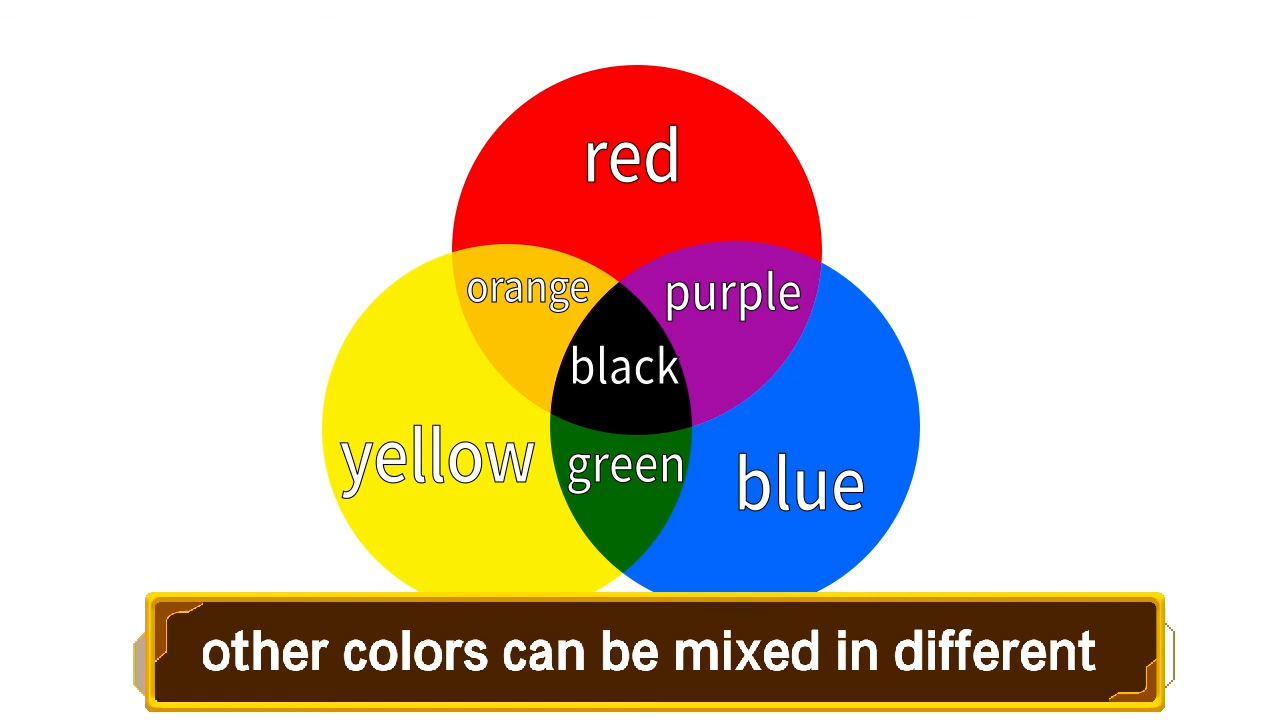 red
orange
purple
black
yellow
green
blue
other colors can be mixed in different